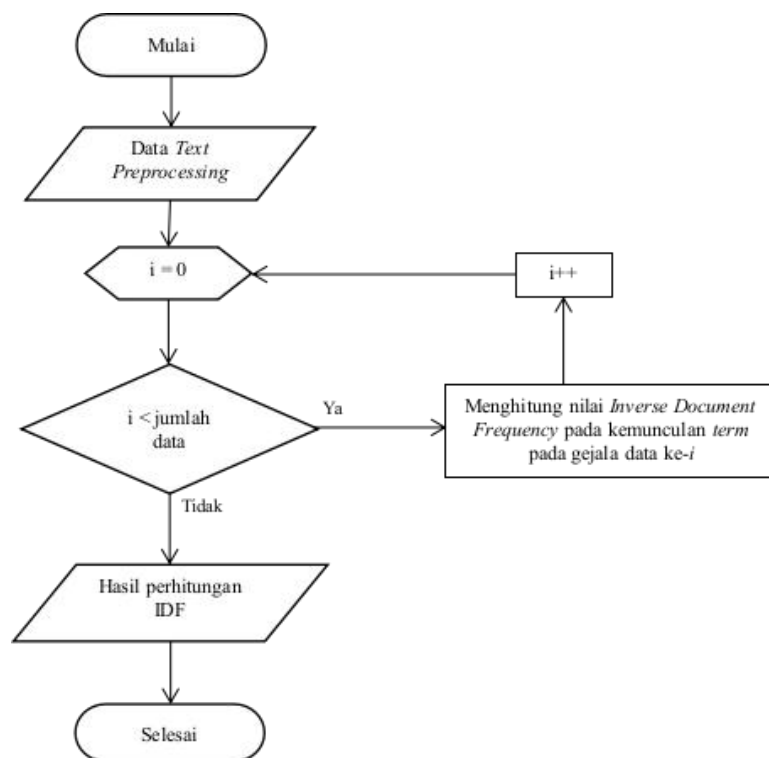 Mulai
Data Text
Preprocessing
i = 0
i++
i < jumlah
data
Ya
Menghitung nilai Inverse Document
Frequency pada kemunculan term
pada gejala data ke-i
Tidak
Hasil perhitungan
IDF
Selesai